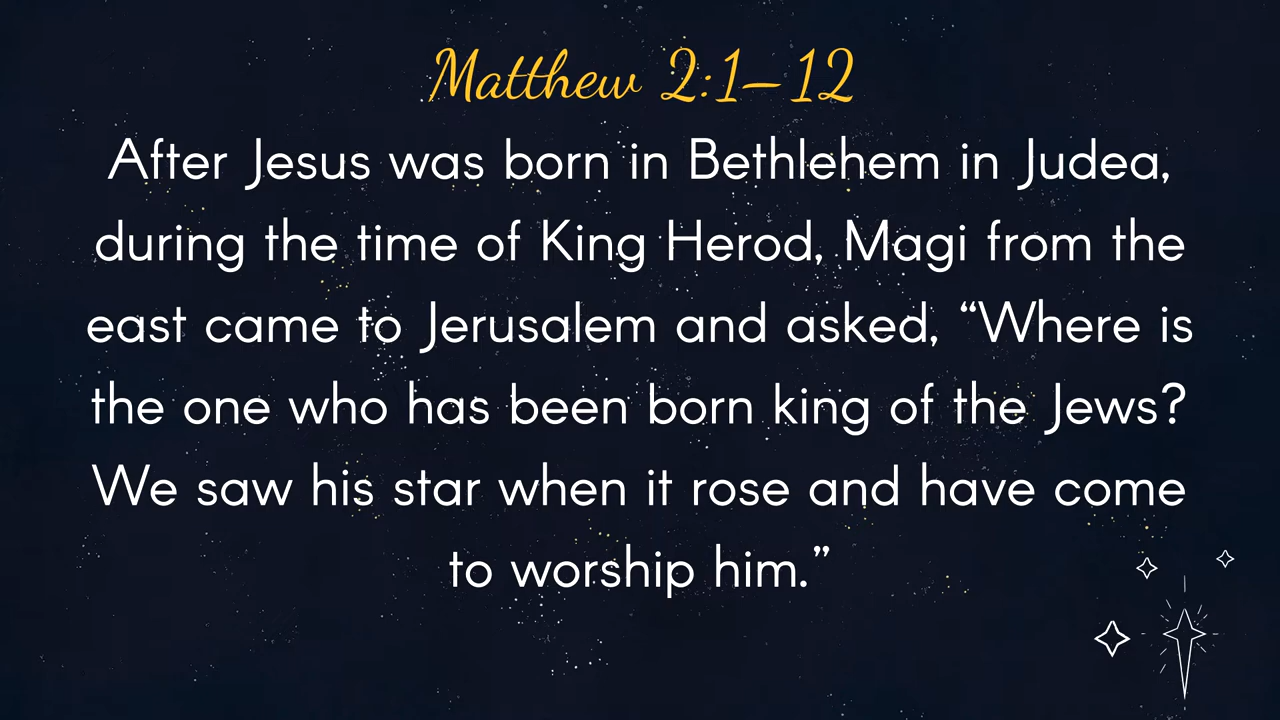 Matthew 2:1–12
After Jesus was born in Bethlehem in Judea,
during the time of King Herod, Magi from the
east came to Jerusalem and asked, “Where is
the one who has been born king of the Jews?
We saw his star when it rose and have come
to worship him.”